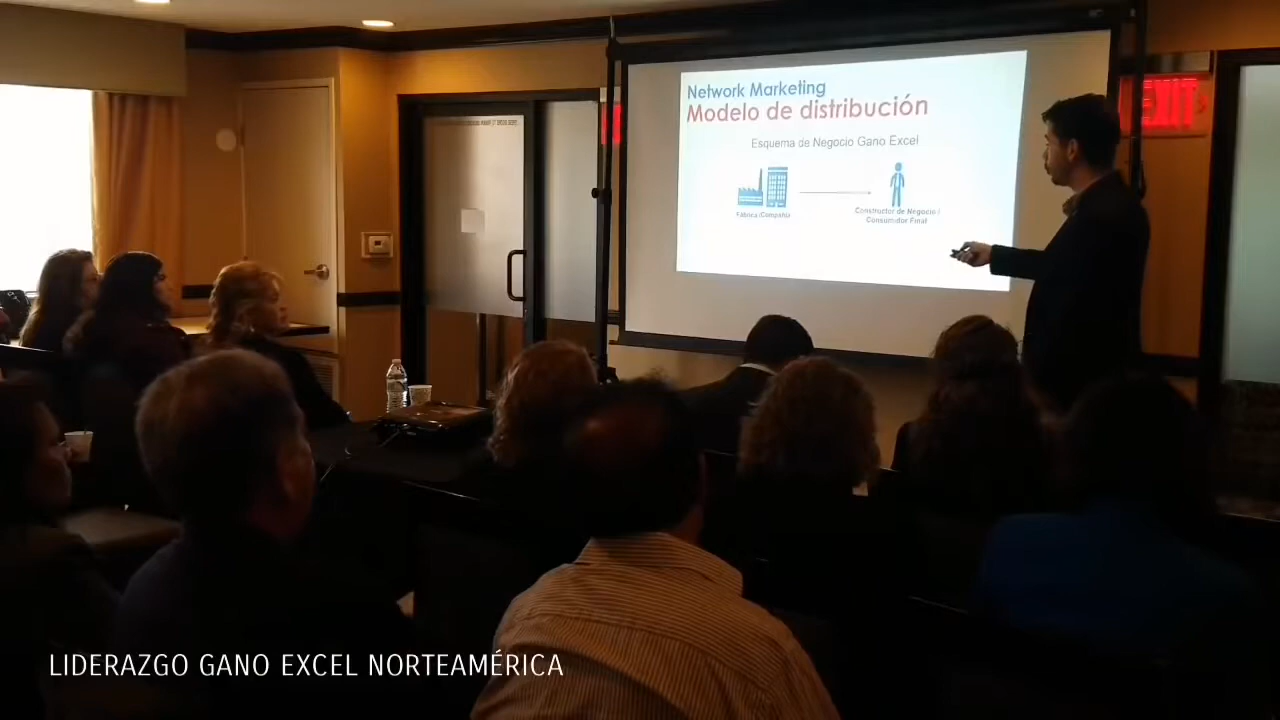 Network Marketing
Modelo de distribución
Esquema de Negocio Gano Excel
Fábrica /Compañía
Constructor de Negocio /
Consumidor Final
EXIT
LIDERAZGO GANO EXCEL NORTEAMÉRICA